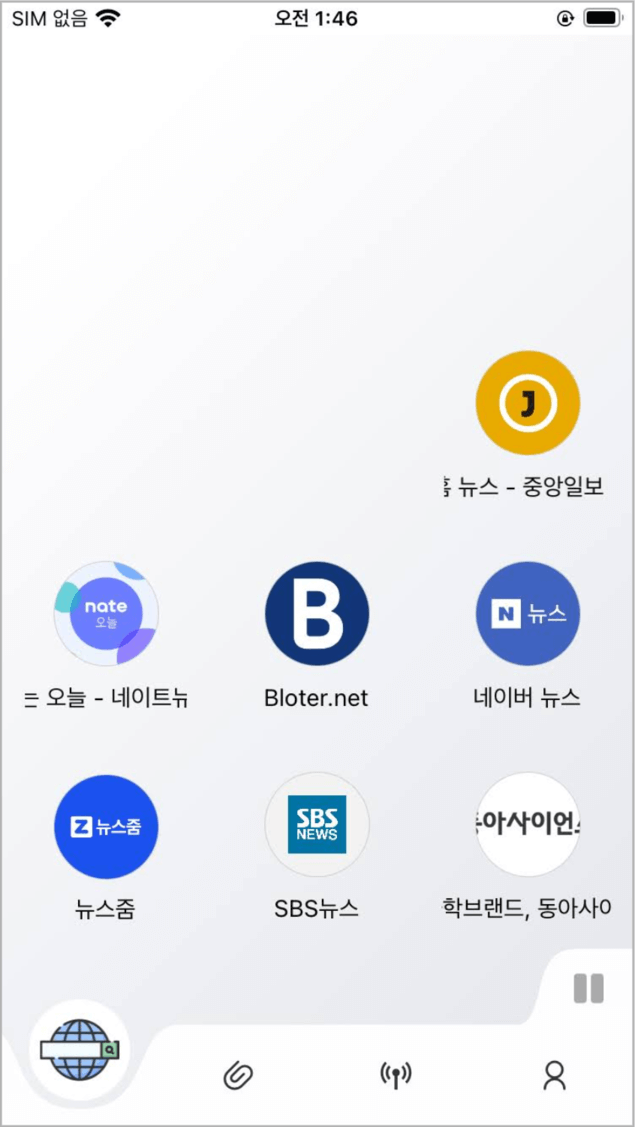 SIM 없음 오전 1:46
J
홈 뉴스 - 중앙일보
nate
오늘
B
N 뉴스
오늘 - 네이트뉴
Bloter.net
네이버 뉴스
Z 뉴스줌
SBS
NEWS
동아사이언스
뉴스줌
SBS뉴스
학브랜드, 동아사이